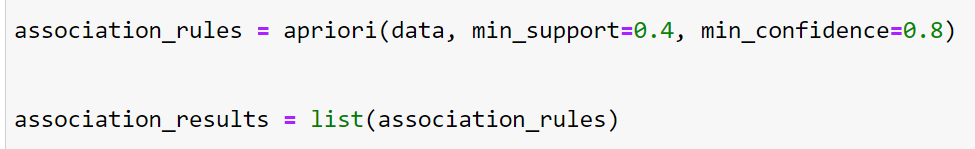 association_rules = apriori(data, min_support=0.4, min_confidence=0.8)
association_results = list(association_rules)